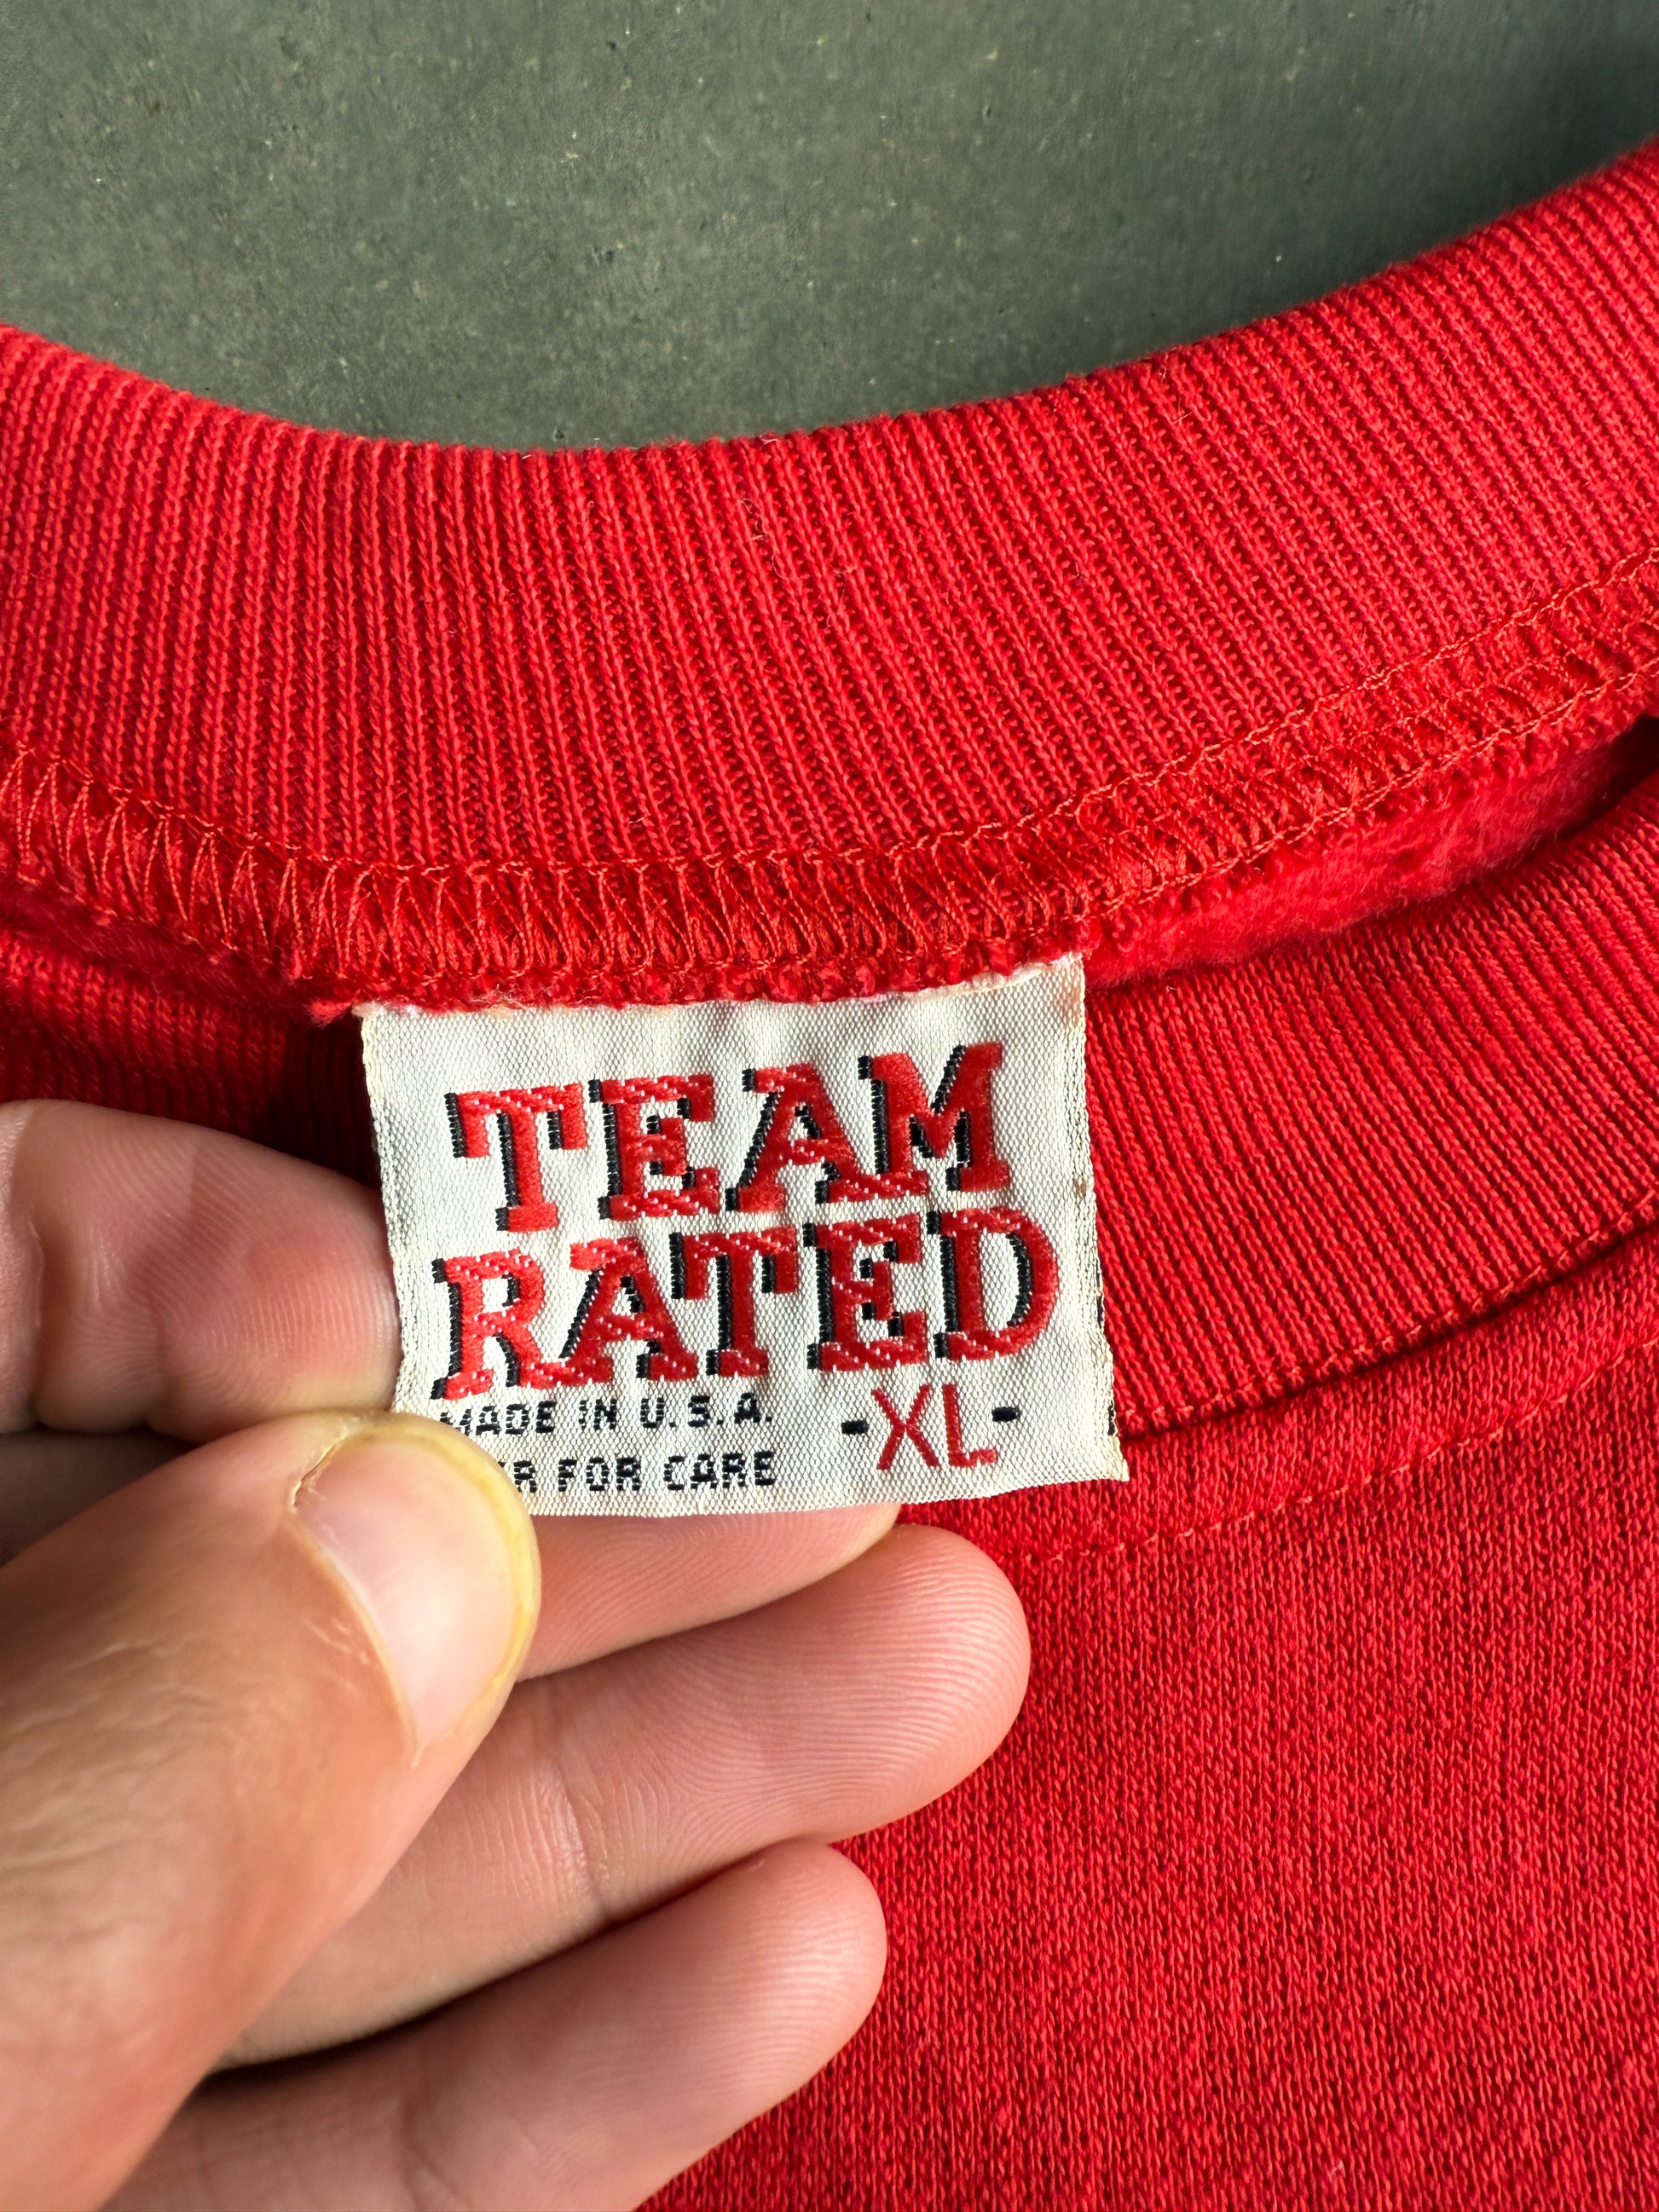 TEAM
RATED
MADE IN U.S.A.
-XL-
FOR CARE